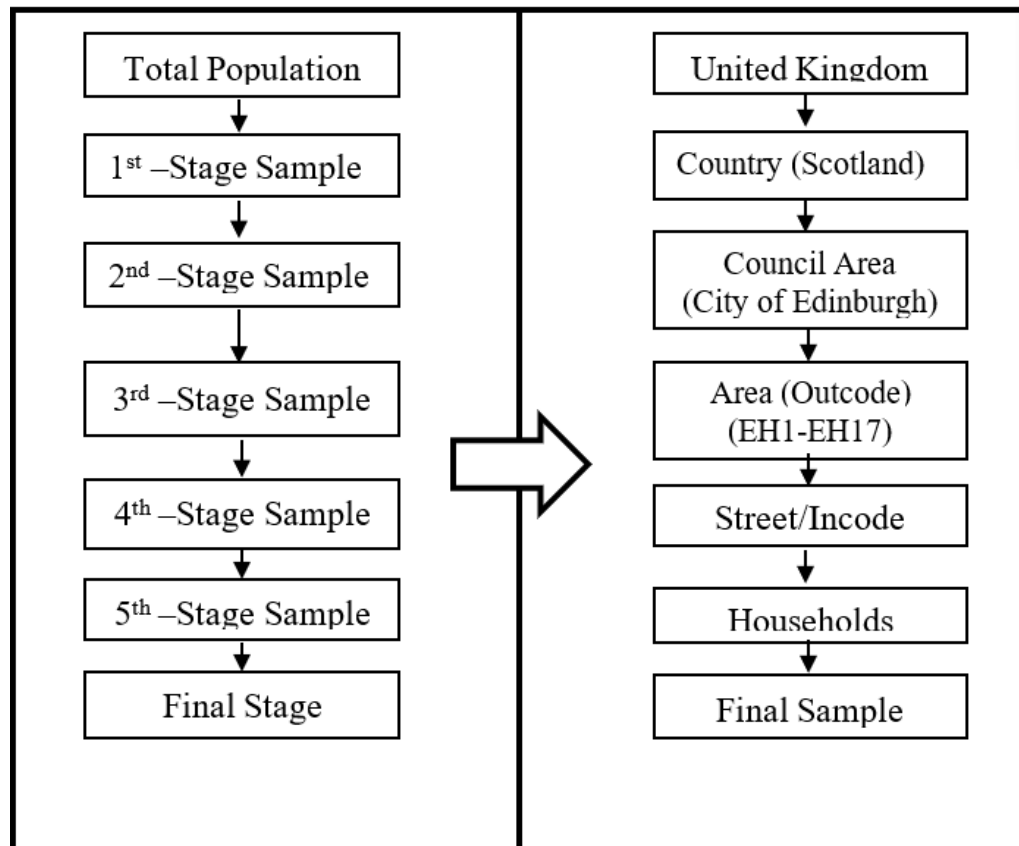 Total Population
1st –Stage Sample
2nd –Stage Sample
3rd –Stage Sample
4th –Stage Sample
5th –Stage Sample
Final Stage
United Kingdom
Country (Scotland)
Council Area
(City of Edinburgh)
Area (Outcode)
(EH1-EH17)
Street/Incode
Households
Final Sample